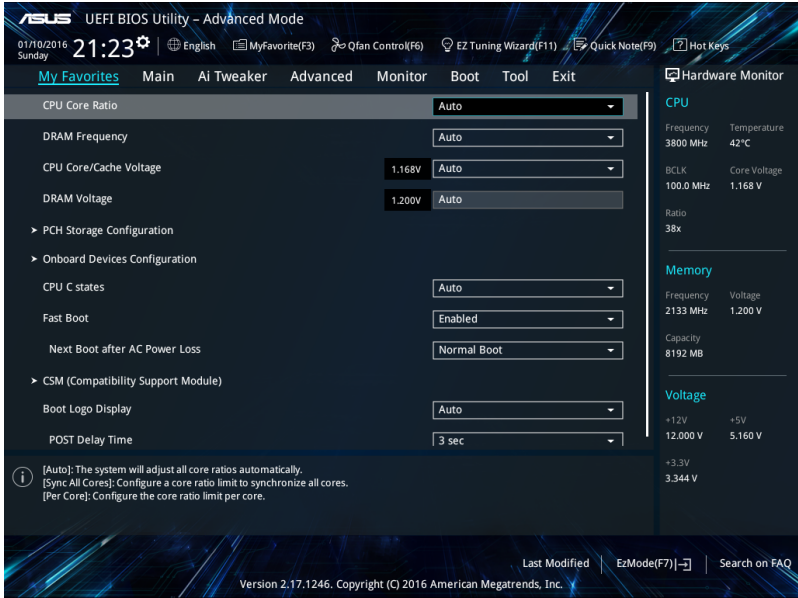 ASUS UEFI BIOS Utility – Advanced Mode
01/10/2016 Sunday 21:23 English MyFavorite(F3) Qfan Control(F6) EZ Tuning Wizard(F11) Quick Note(F9) ? Hot Keys
My Favorites Main Ai Tweaker Advanced Monitor Boot Tool Exit
CPU Core Ratio Auto
DRAM Frequency Auto
CPU Core/Cache Voltage 1.168V Auto
DRAM Voltage 1.200V Auto
> PCH Storage Configuration
> Onboard Devices Configuration
CPU C states Auto
Fast Boot Enabled
Next Boot after AC Power Loss Normal Boot
> CSM (Compatibility Support Module)
Boot Logo Display Auto
POST Delay Time 3 sec
[Auto]: The system will adjust all core ratios automatically.
[Sync All Cores]: Configure a core ratio limit to synchronize all cores.
[Per Core]: Configure the core ratio limit per core.
Hardware Monitor
CPU
Frequency Temperature
3800 MHz 42°C
BCLK Core Voltage
100.0 MHz 1.168 V
Ratio
38x
Memory
Frequency Voltage
2133 MHz 1.200 V
Capacity
8192 MB
Voltage
+12V +5V
12.000 V 5.160 V
+3.3V
3.344 V
Last Modified EzMode(F7) Search on FAQ
Version 2.17.1246. Copyright (C) 2016 American Megatrends, Inc.